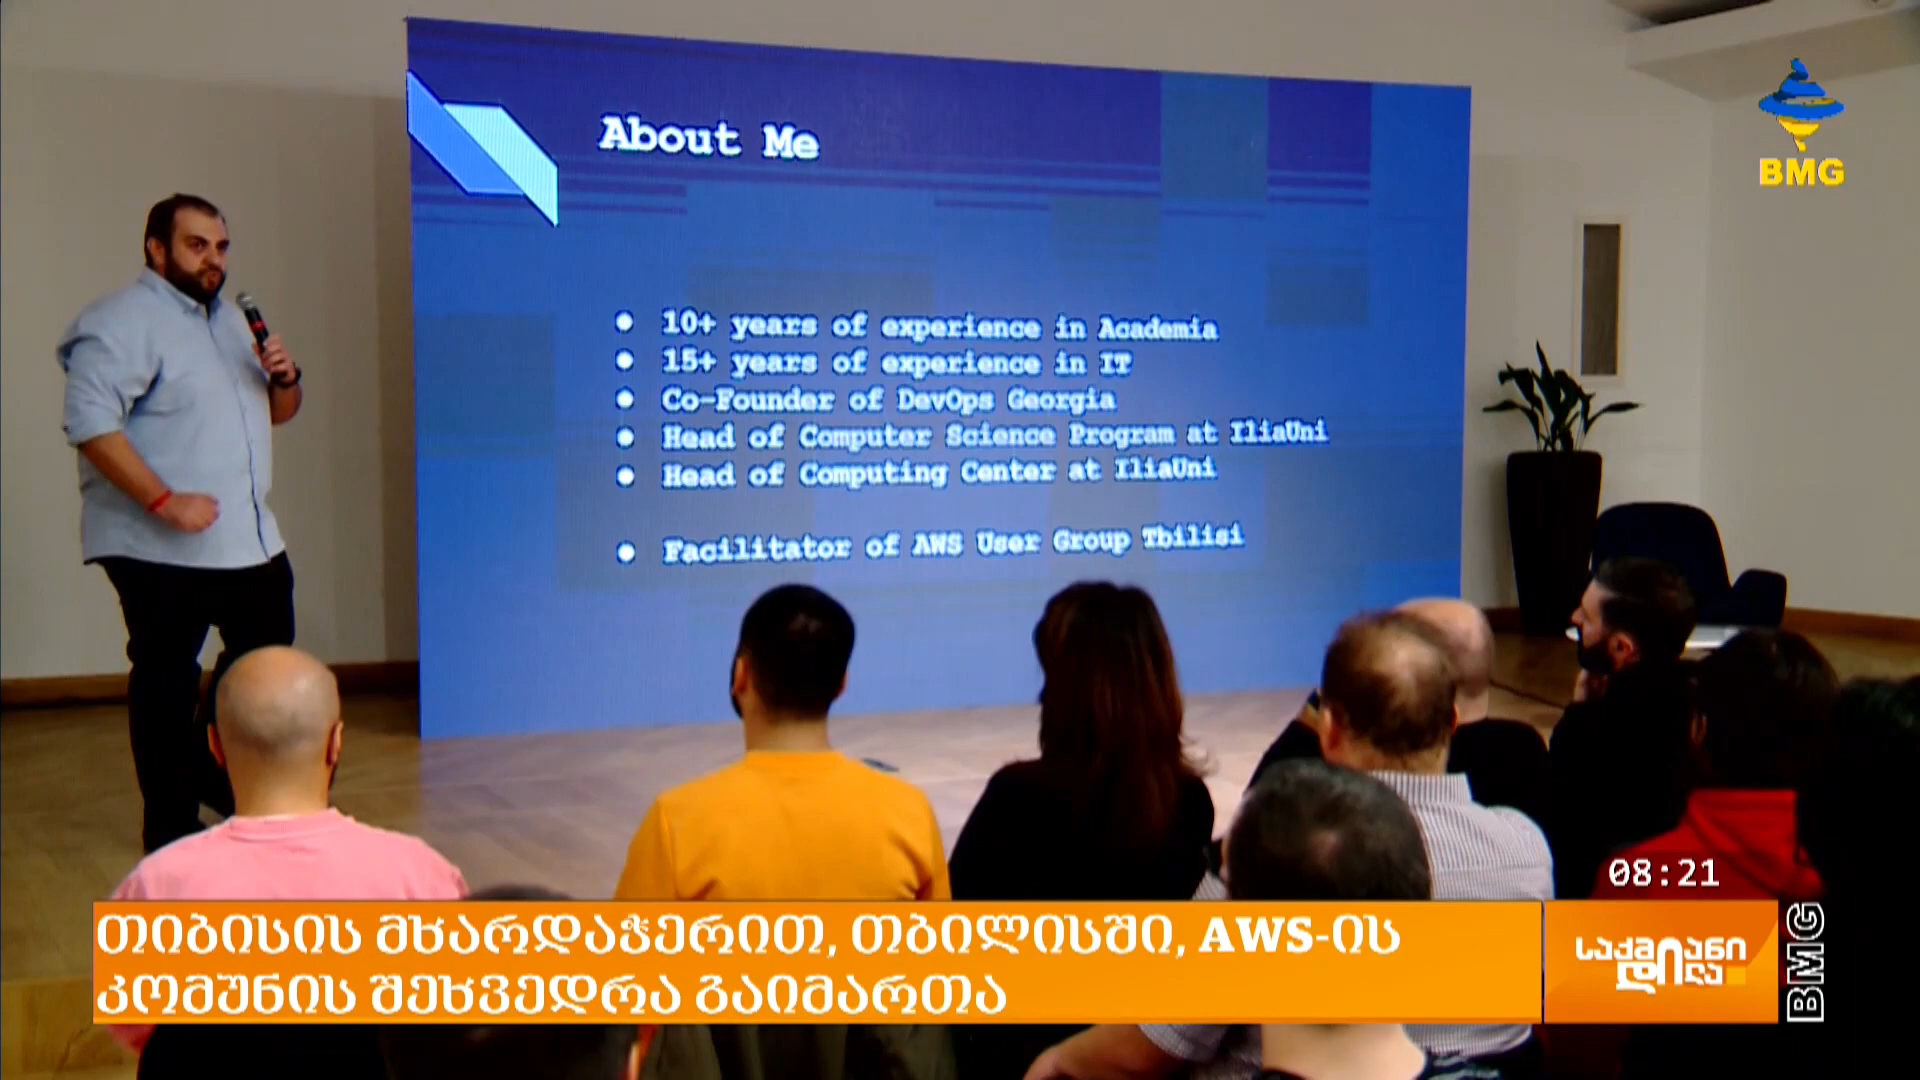 About Me
10+ years of experience in Academia
15+ years of experience in IT
Co-Founder of DevOps Georgia
Head of Computer Science Program at IliaUni
Head of Computing Center at IliaUni
Facilitator of AWS User Group Tbilisi
BMG
08:21
თიბისის მხარდაჭერით, თბილისში, AWS-ის
კომუნის შეხვედრა გაიმართა
საქმიანი
დილა
BMG